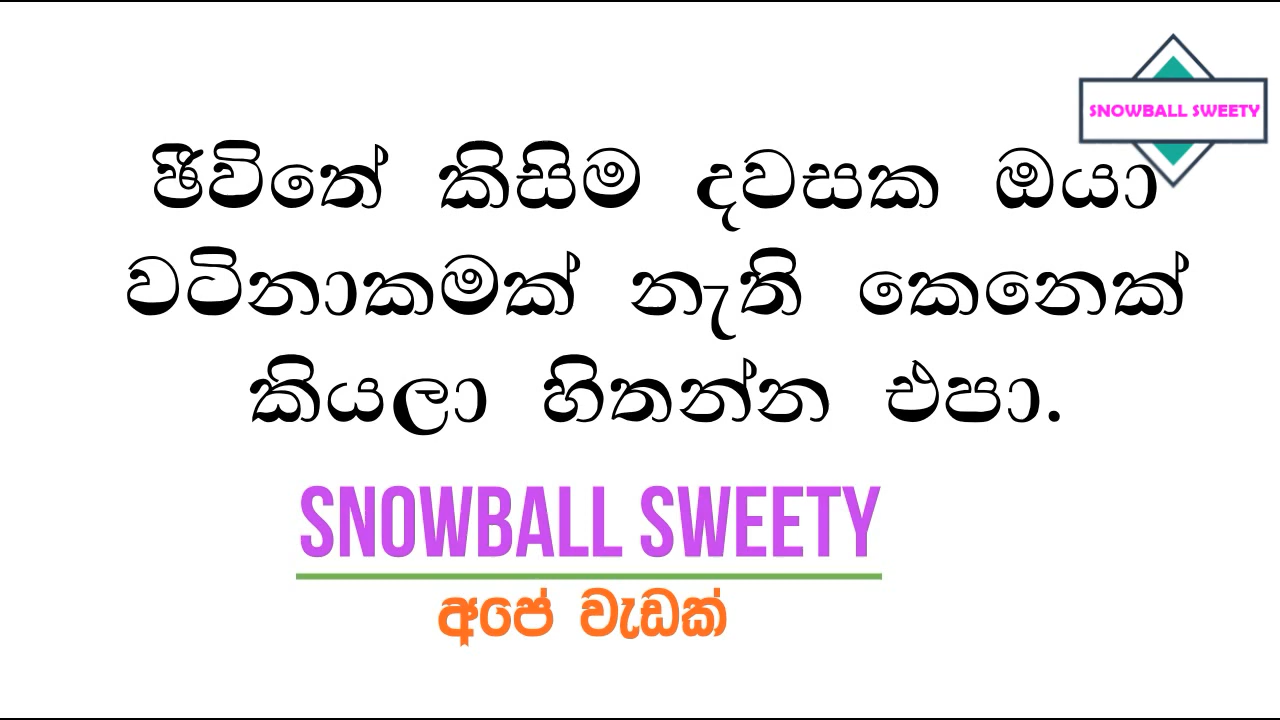 SNOWBALL SWEETY
ජීවිතේ කිසිම දවසක ඔයා
වටිනාකමක් නැති කෙනෙක්
කියලා හිතන්න එපා.
SNOWBALL SWEETY
අපේ වැඩක්